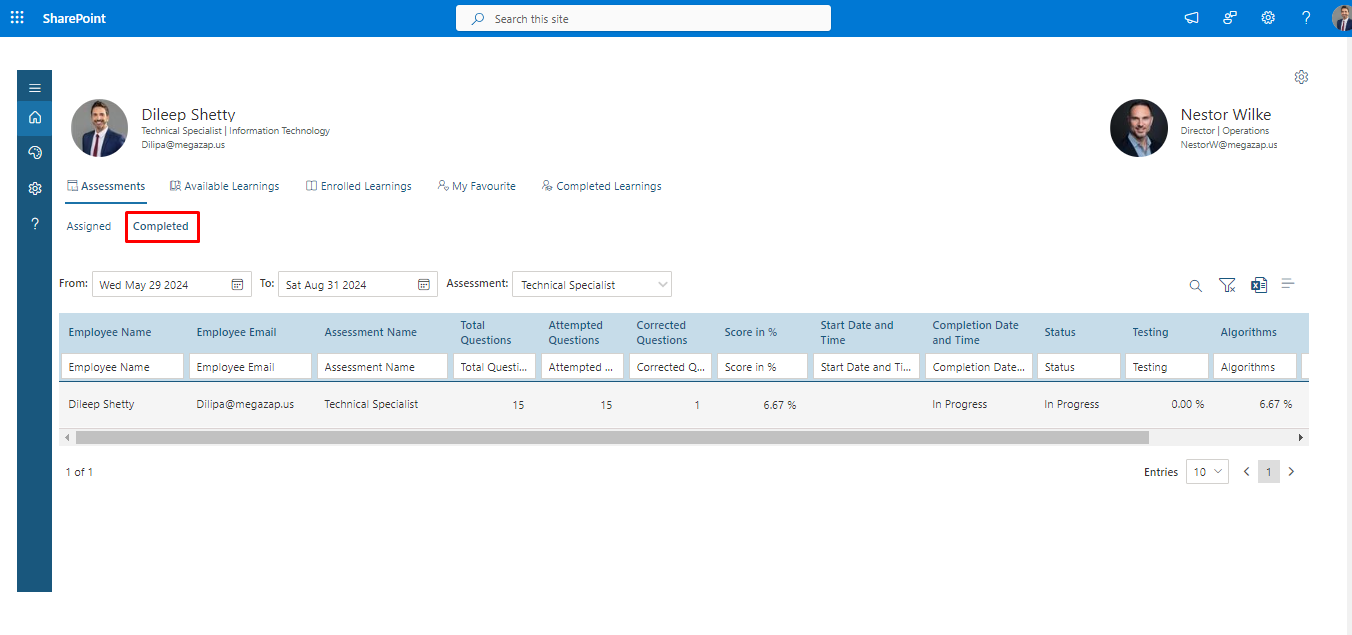 SharePoint
Search this site
?
Dileep Shetty
Technical Specialist | Information Technology
Dilipa@megazap.us
Nestor Wilke
Director | Operations
NestorW@megazap.us
?
Assessments Available Learnings Enrolled Learnings My Favourite Completed Learnings
Assigned Completed
From: Wed May 29 2024 To: Sat Aug 31 2024 Assessment: Technical Specialist
Employee Name Employee Email Assessment Name Total Questions Attempted Questions Corrected Questions Score in % Start Date and Time Completion Date and Time Status Testing Algorithms
Employee Name Employee Email Assessment Name Total Questi... Attempted ... Corrected Q... Score in % Start Date and Ti... Completion Date... Status Testing Algorithms
Dileep Shetty Dilipa@megazap.us Technical Specialist 15 15 1 6.67 % In Progress In Progress 0.00 % 6.67 %
1 of 1
Entries 10 1